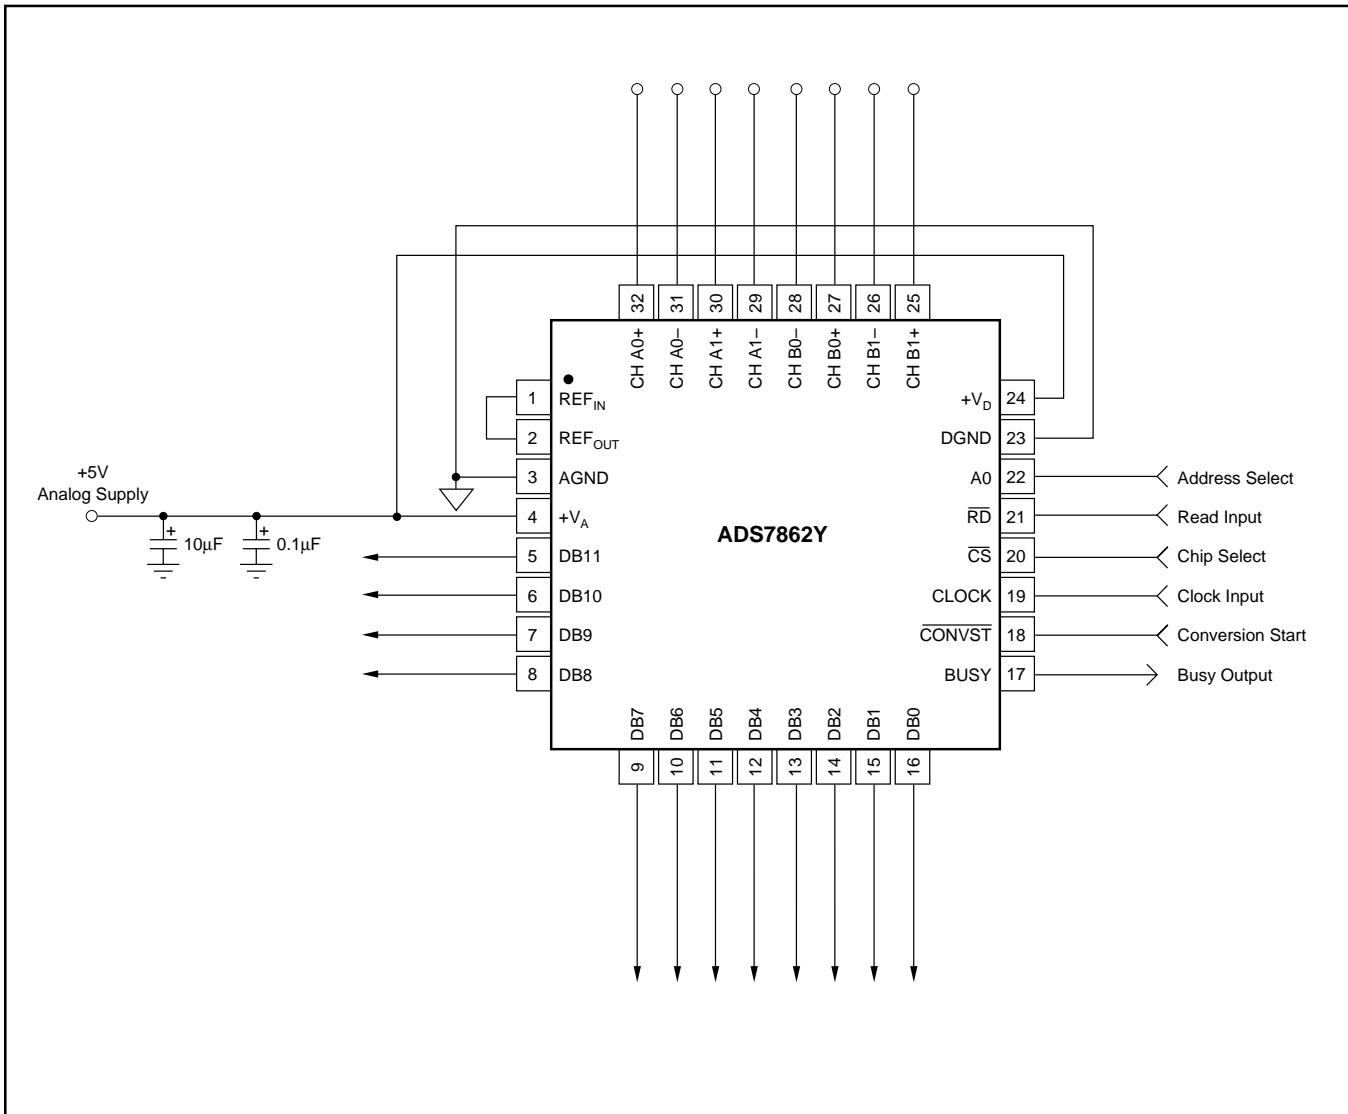 32 31 30 29 28 27 26 25
CH A0+ CH A0– CH A1+ CH A1– CH B0– CH B0+ CH B1– CH B1+
1 REF_IN +V_D 24
2 REF_OUT DGND 23
+5V
Analog Supply
3 AGND A0 22 Address Select
4 +V_A R̅D̅ 21 Read Input
ADS7862Y
10µF 0.1µF
+ +
5 DB11 C̅S̅ 20 Chip Select
6 DB10 CLOCK 19 Clock Input
7 DB9 C̅O̅N̅V̅S̅T̅ 18 Conversion Start
8 DB8 BUSY 17 Busy Output
DB7 DB6 DB5 DB4 DB3 DB2 DB1 DB0
9 10 11 12 13 14 15 16